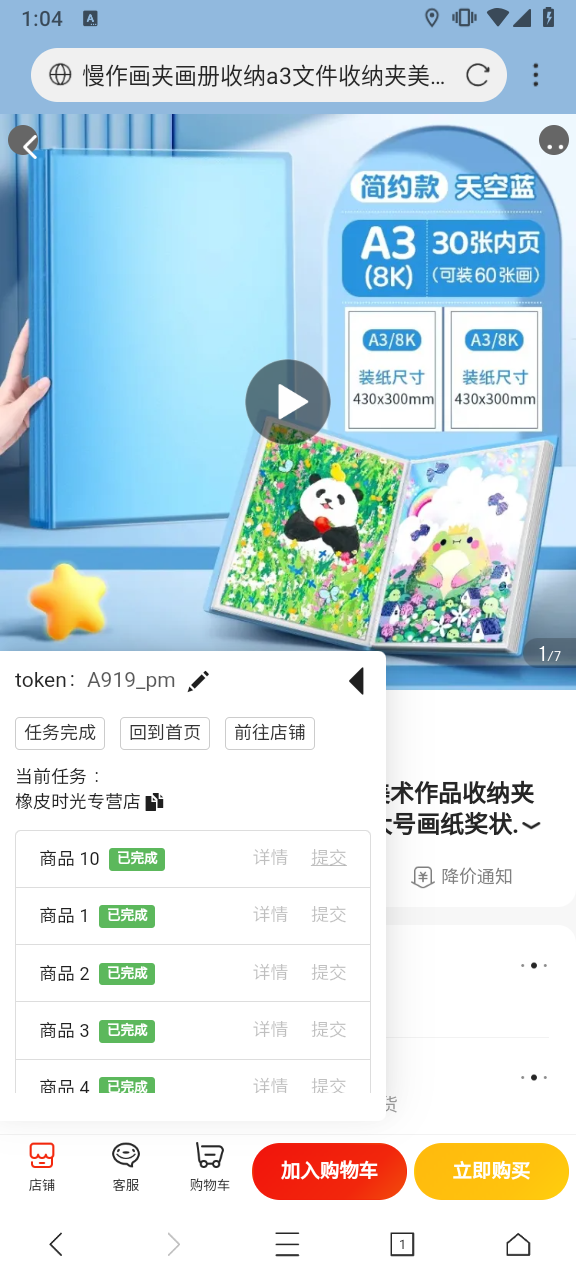 1:04
A
慢作画夹画册收纳a3文件收纳夹美...
简约款 天空蓝
A3
(8K)
30张内页
(可装60张画)
A3/8K
A3/8K
装纸尺寸
装纸尺寸
430x300mm
430x300mm
1/7
token： A919_pm
任务完成
回到首页
前往店铺
当前任务：
橡皮时光专营店
美术作品收纳夹
大号画纸奖状.
降价通知
商品 10 已完成 详情 提交
商品 1 已完成 详情 提交
商品 2 已完成 详情 提交
商品 3 已完成 详情 提交
商品 4 已完成 详情 提交
货
店铺
客服
购物车
加入购物车
立即购买
1